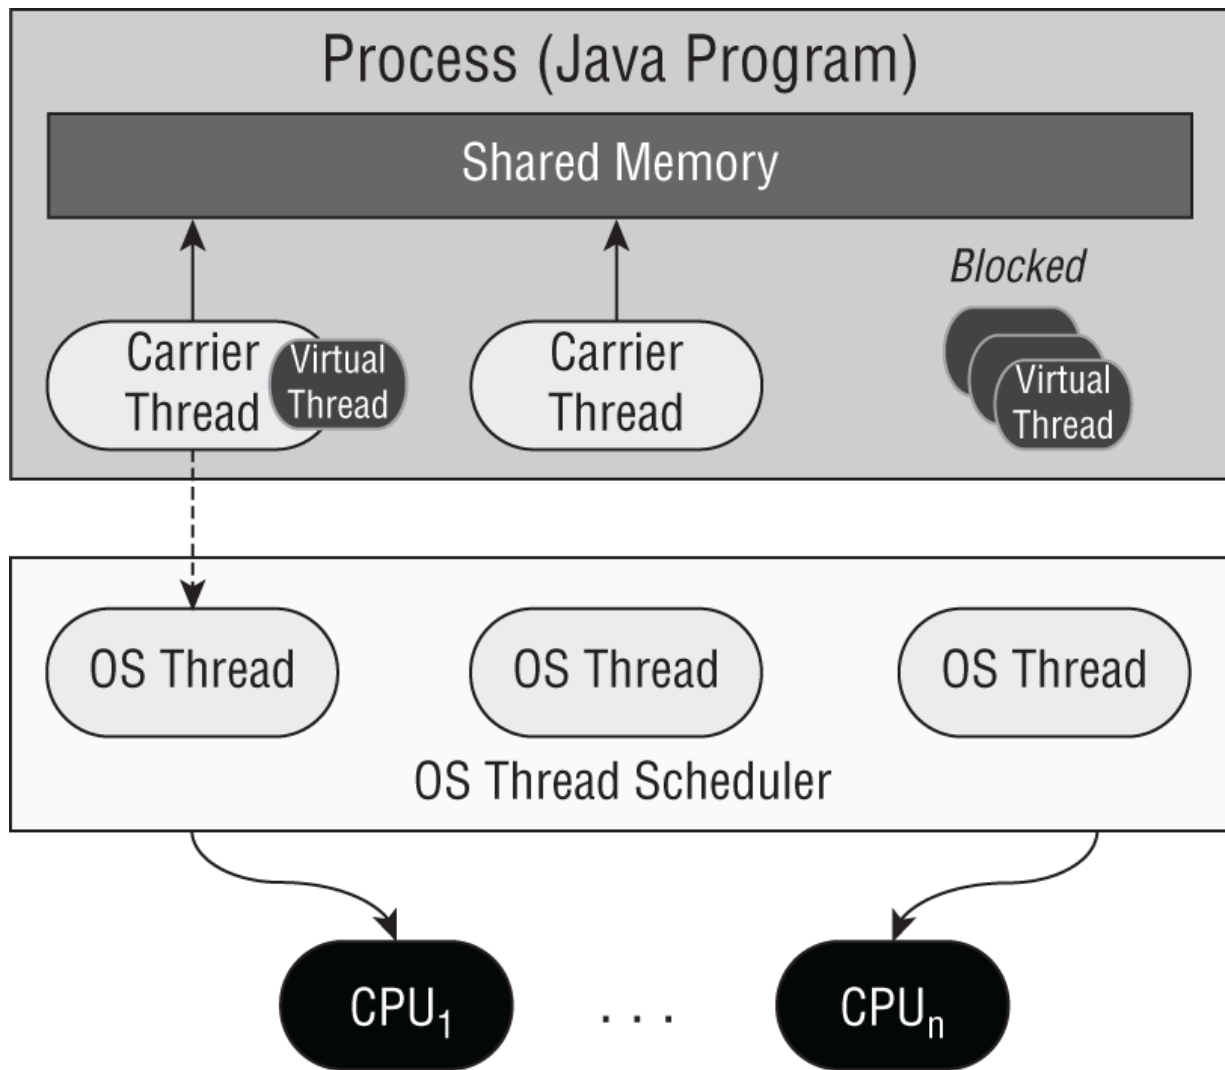 Process (Java Program)
Shared Memory
Blocked
Carrier
Thread
Virtual
Thread
Carrier
Thread
Virtual
Thread
OS Thread
OS Thread
OS Thread
OS Thread Scheduler
CPU₁
. . .
CPUₙ